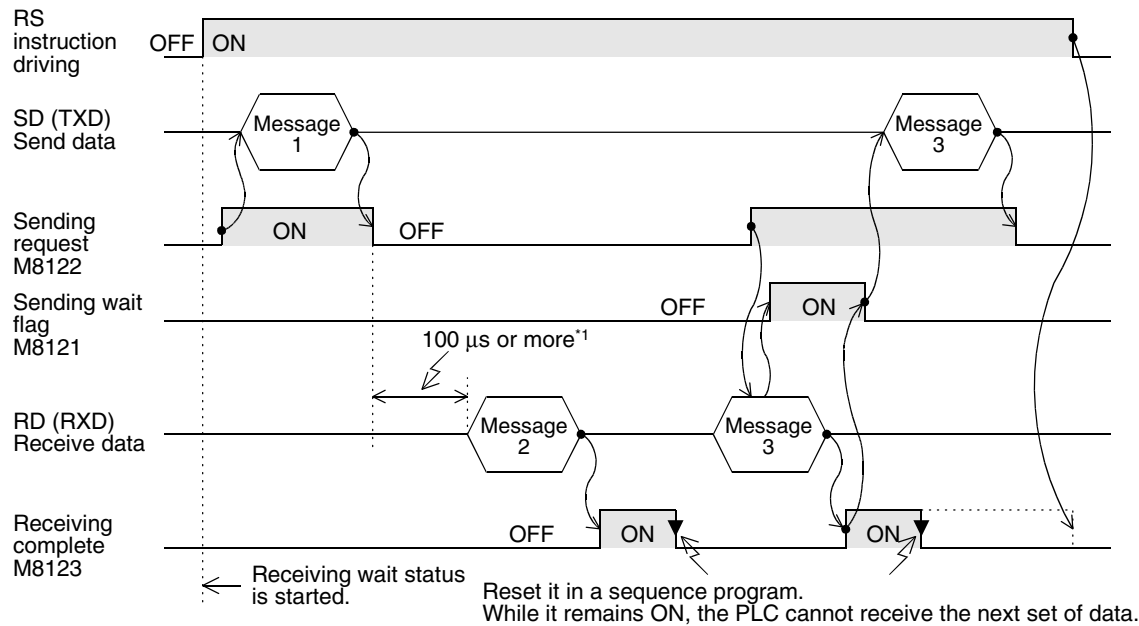 RS
instruction
driving
OFF
ON
SD (TXD)
Send data
Message
1
Message
3
Sending
request
M8122
ON
OFF
Sending wait
flag
M8121
OFF
ON
100 μs or more*1
RD (RXD)
Receive data
Message
2
Message
3
Receiving
complete
M8123
OFF
ON
ON
Receiving wait status
is started.
Reset it in a sequence program.
While it remains ON, the PLC cannot receive the next set of data.